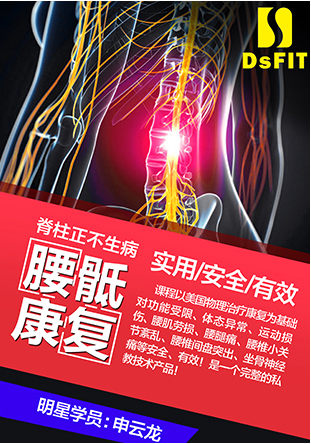 DsFIT
脊柱正不生病
腰骶
康复
实用/安全/有效
课程以美国物理治疗康复为基础
对功能受限、体态异常、运动损
伤、腰肌劳损、腰腿痛、腰椎小关
节紊乱、腰椎间盘突出、坐骨神经
痛等安全、有效！是一个完整的私
教技术产品！
明星学员：申云龙